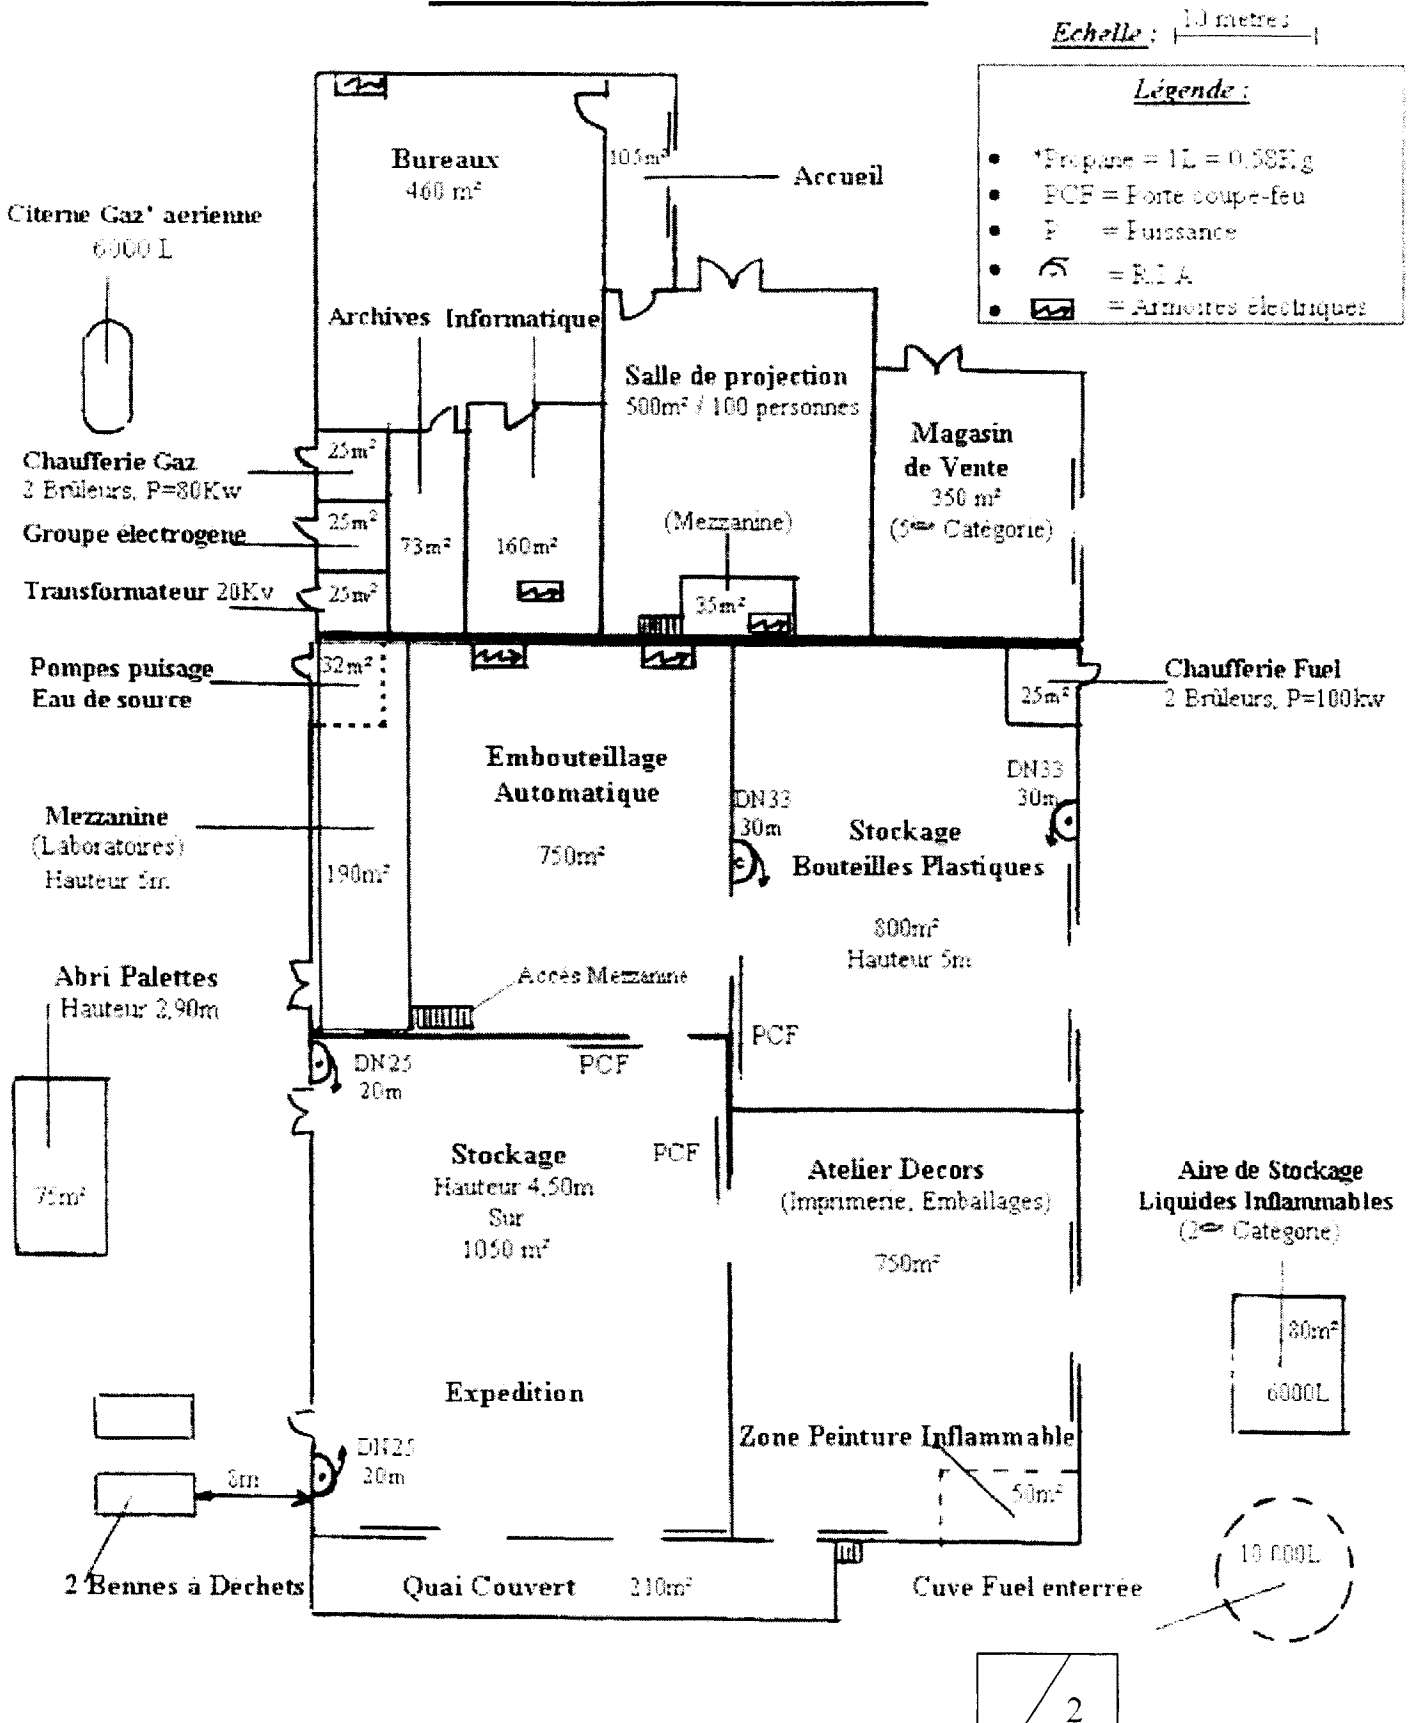 Echelle : 10 metres
Légende :
*Propane = 1L = 0,58Kg
PCF = Porte coupe-feu
P = Puissance
= R.I.A
= Armoires électriques
Bureaux
460 m²
105m²
Accueil
Citerne Gaz* aerienne
6000 L
Archives
Informatique
Salle de projection
500m² / 100 personnes
Magasin
de Vente
350 m²
(5ème Catégorie)
Chaufferie Gaz
2 Brûleurs, P=80Kw
25m²
Groupe électrogène
25m²
Transformateur 20Kv
25m²
73m²
160m²
(Mezzanine)
35m²
Pompes puisage
Eau de source
32m²
Chaufferie Fuel
2 Brûleurs, P=100kw
25m²
Embouteillage
Automatique
750m²
DN33
30m
DN33
30m
Stockage
Bouteilles Plastiques
800m²
Hauteur 5m
Mezzanine
(Laboratoires)
Hauteur 5m
190m²
Accès Mezzanine
Abri Palettes
Hauteur 2,90m
75m²
PCF
PCF
DN25
20m
PCF
Stockage
Hauteur 4,50m
Sur
1050 m²
Atelier Decors
(Imprimerie, Emballages)
750m²
Aire de Stockage
Liquides Inflammables
(2ème Catégorie)
80m²
6000L
Expedition
Zone Peinture Inflammable
50m²
DN25
20m
8m
2 Bennes à Déchets
Quai Couvert 210m²
Cuve Fuel enterrée
10 000L
2